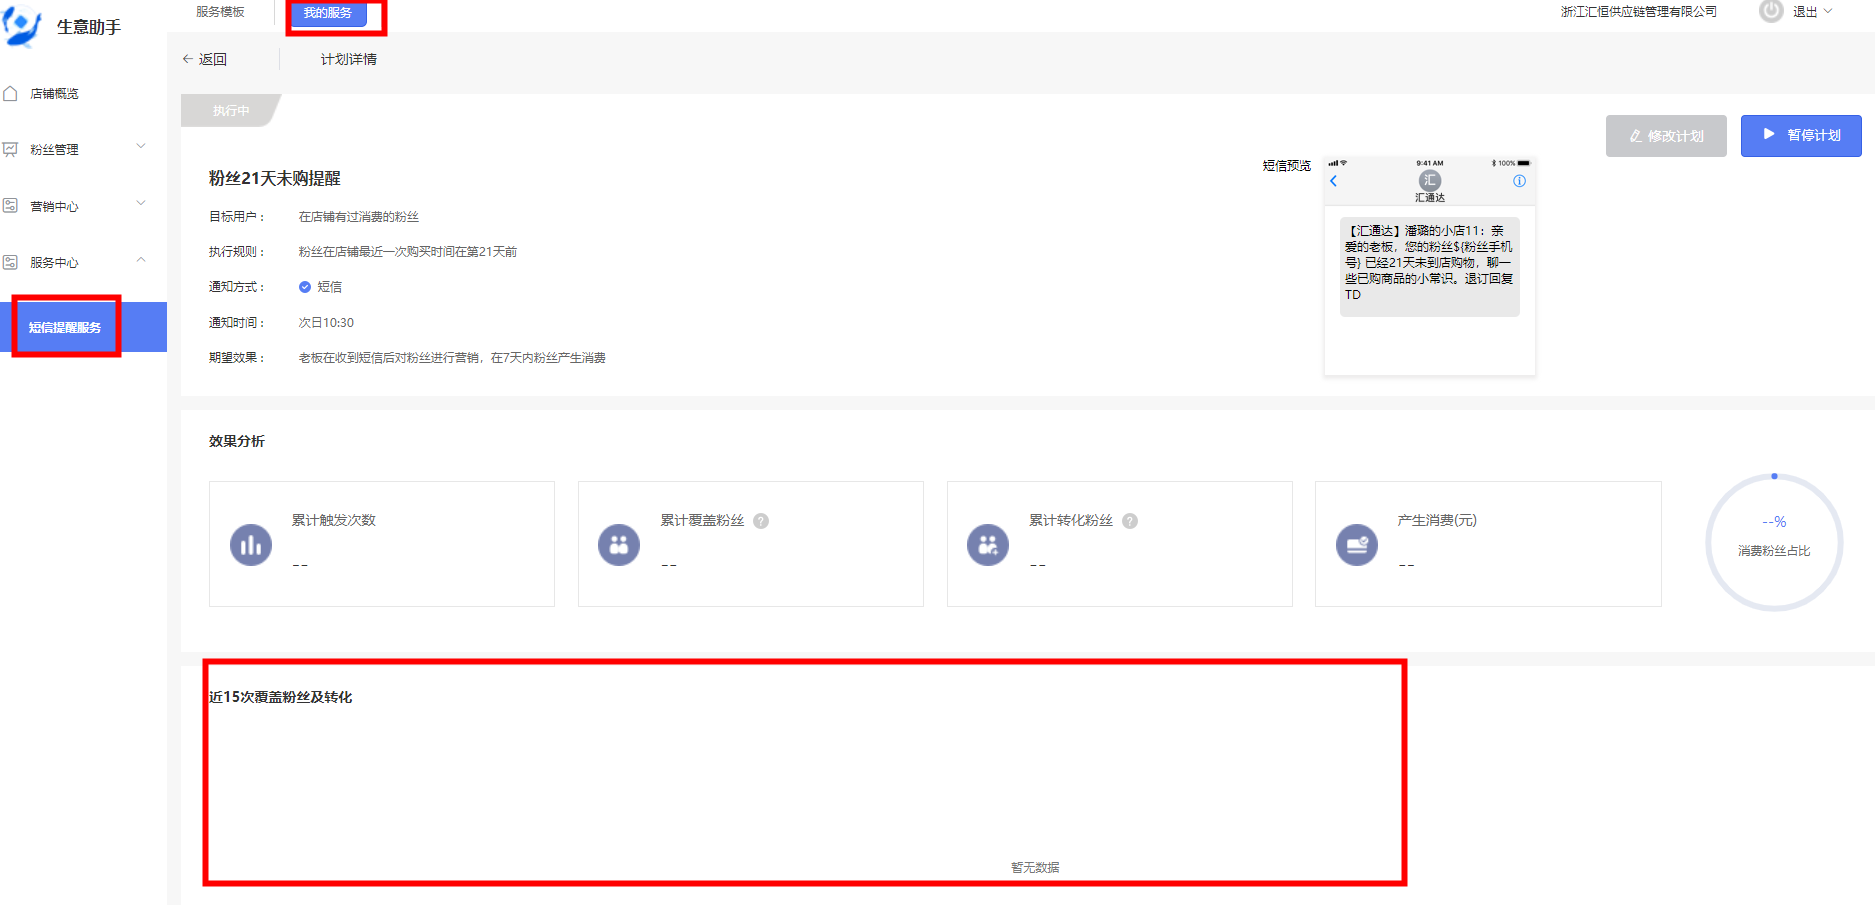 生意助手
服务模板
我的服务
浙江汇恒供应链管理有限公司
退出
返回
计划详情
店铺概览
粉丝管理
营销中心
服务中心
短信提醒服务
执行中
修改计划
暂停计划
粉丝21天未购提醒
目标用户：
在店铺有过消费的粉丝
执行规则：
粉丝在店铺最近一次购买时间在第21天前
通知方式：
短信
通知时间：
次日10:30
期望效果：
老板在收到短信后对粉丝进行营销，在7天内粉丝产生消费
短信预览
9:41 AM
100%
汇
汇通达
【汇通达】潘璐的小店11：亲
爱的老板，您的粉丝${粉丝手机
号} 已经21天未到店购物，聊一
些已购商品的小常识。退订回复
TD
效果分析
累计触发次数
--
累计覆盖粉丝 ?
--
累计转化粉丝 ?
--
产生消费(元)
--
--%
消费粉丝占比
近15次覆盖粉丝及转化
暂无数据